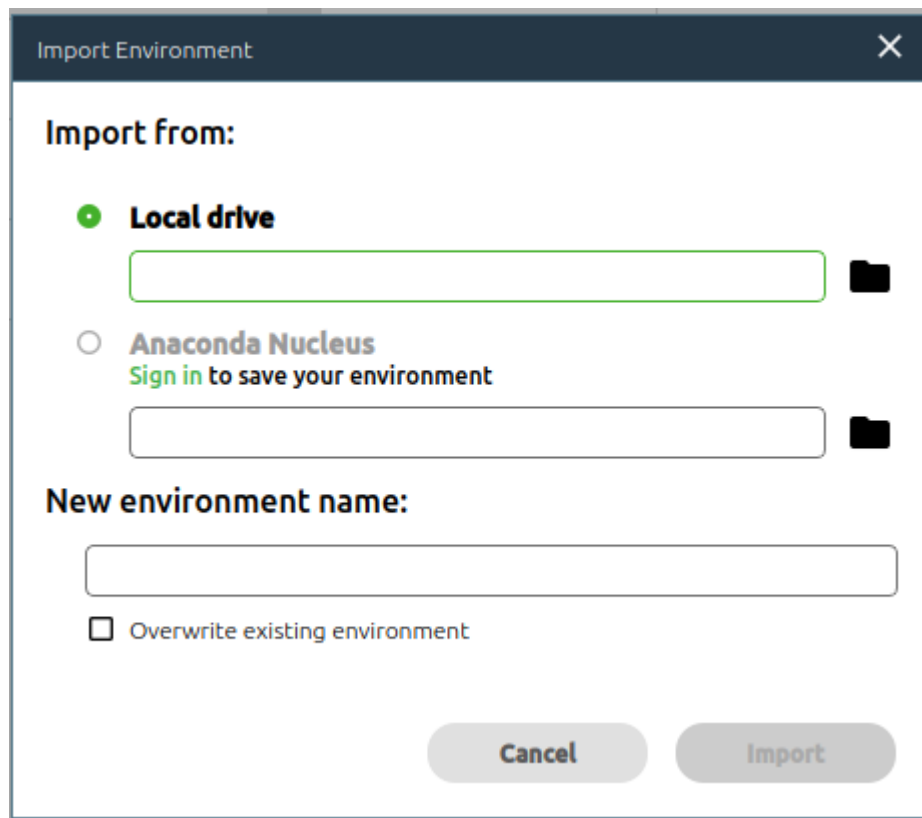 Import Environment
Import from:
Local drive
Anaconda Nucleus
Sign in to save your environment
New environment name:
Overwrite existing environment
Cancel
Import